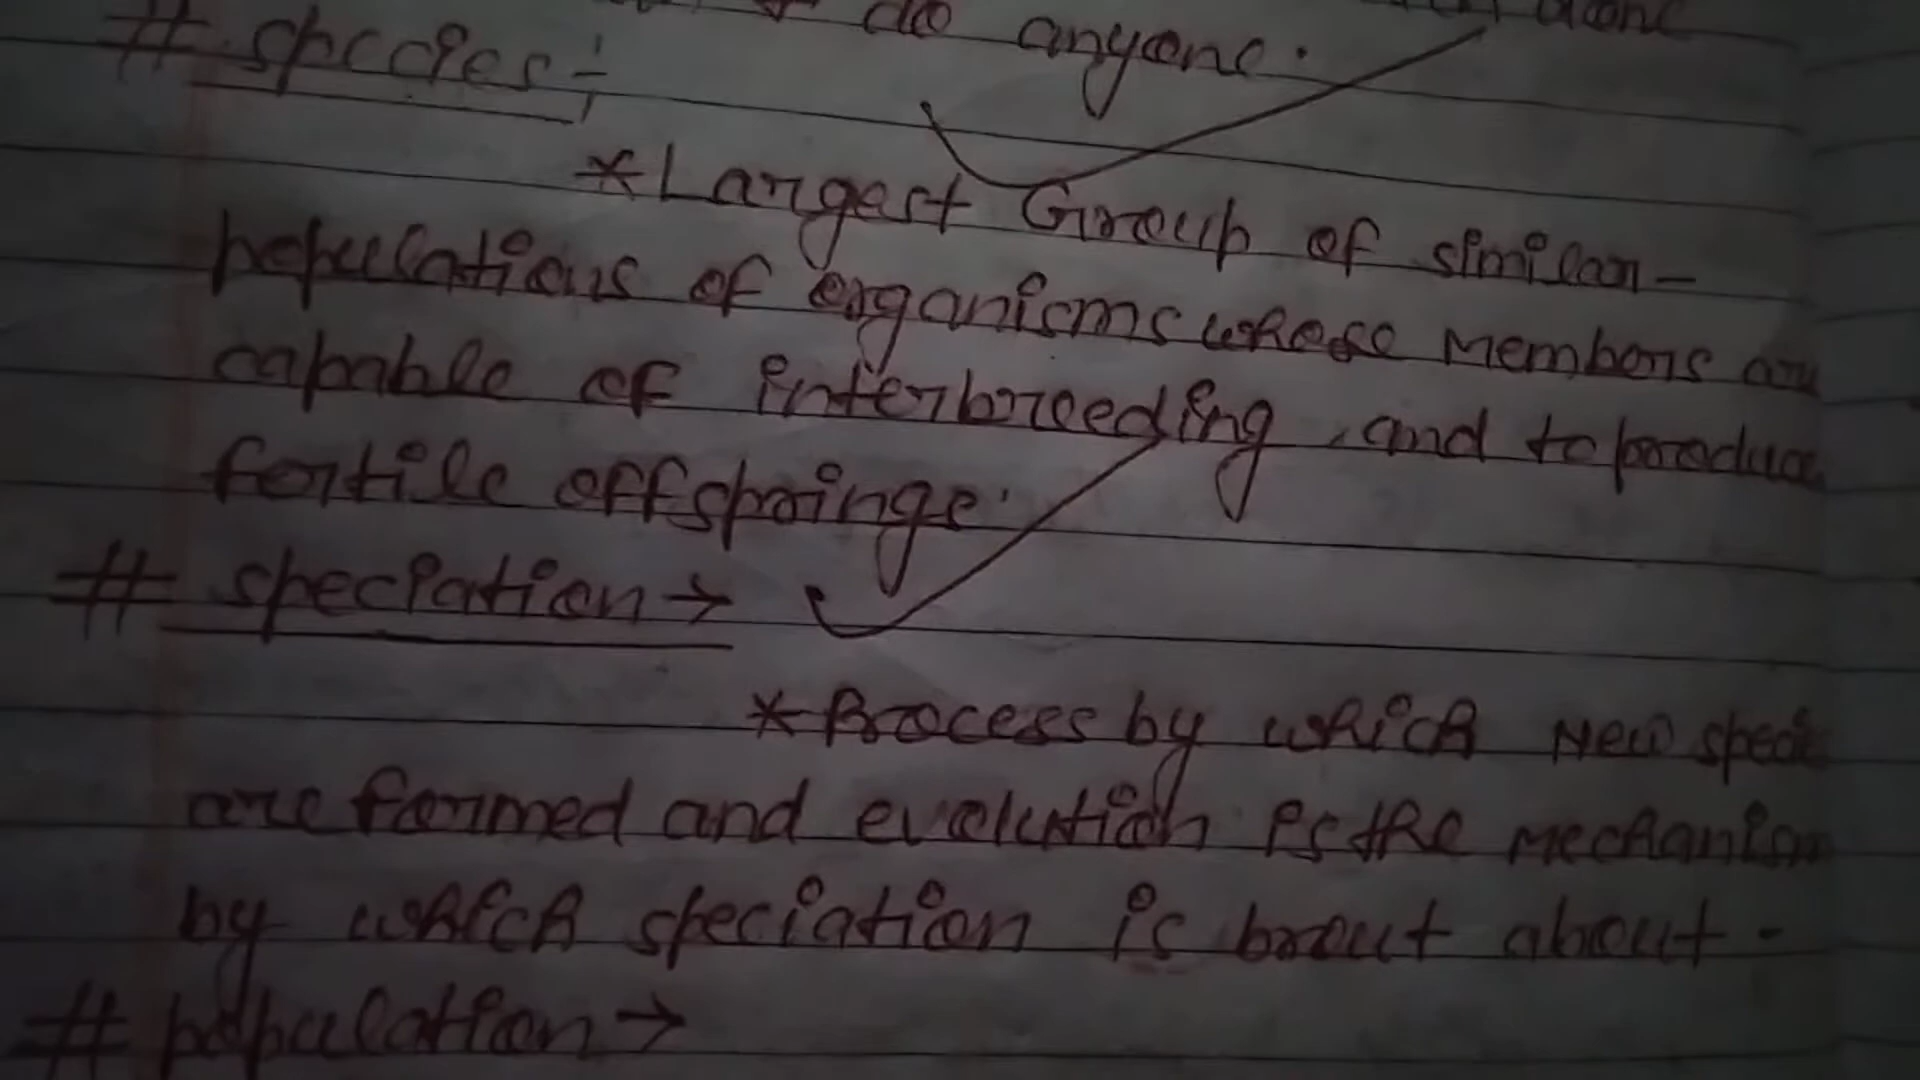 do anyone.
# species :-
* Largest Group of similar -
populations of organisms whose Members are
capable of interbreeding, and to produce
fertile offspringe.
# speciation →
* Process by which New speci
are formed and evolution is the Mechanism
by which speciation is brout about.
# population →